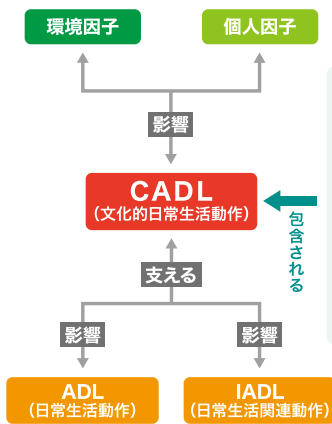 環境因子
個人因子
影響
CADL
（文化的日常生活動作）
包含される
支える
影響
影響
ADL
（日常生活動作）
IADL
（日常生活関連動作）